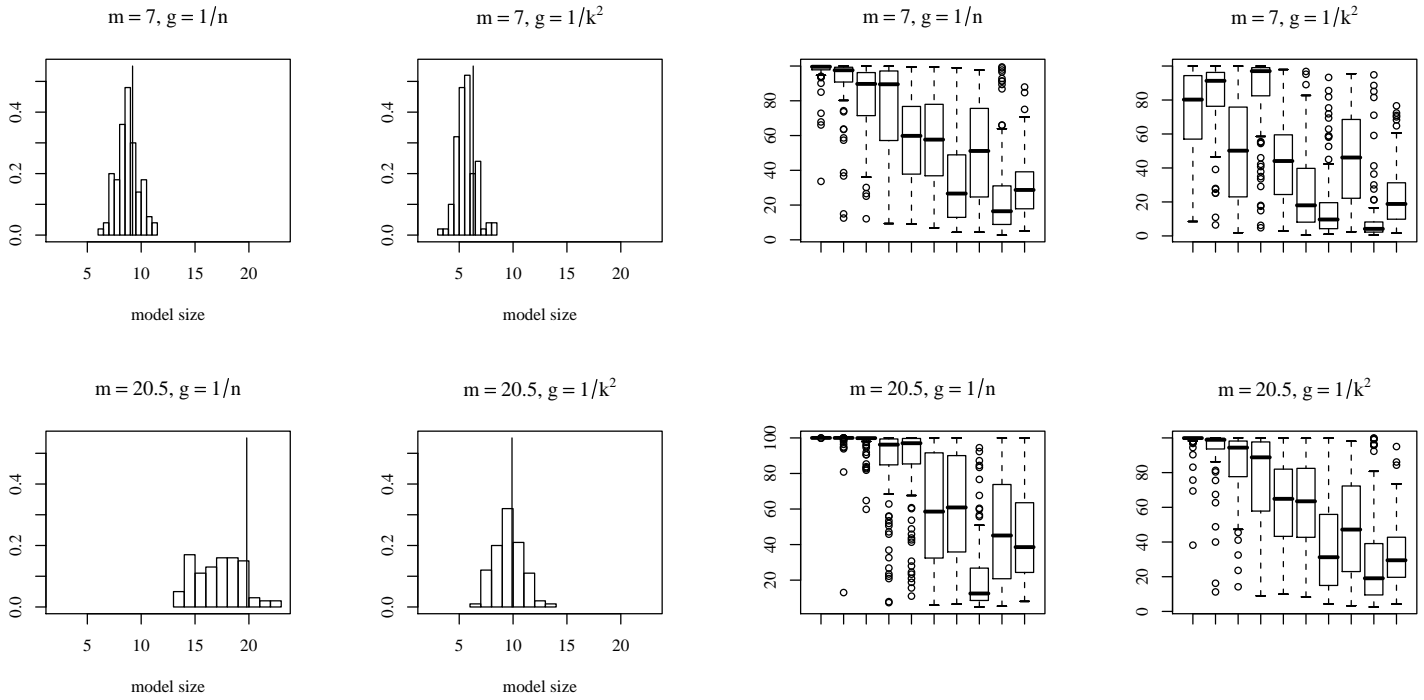 m = 7, g = 1/n
0.0 0.2 0.4
5 10 15 20
model size
m = 7, g = 1/k²
0.0 0.2 0.4
5 10 15 20
model size
m = 7, g = 1/n
0 20 40 60 80
m = 7, g = 1/k²
0 20 40 60 80
m = 20.5, g = 1/n
0.0 0.2 0.4
5 10 15 20
model size
m = 20.5, g = 1/k²
0.0 0.2 0.4
5 10 15 20
model size
m = 20.5, g = 1/n
20 40 60 80 100
m = 20.5, g = 1/k²
0 20 40 60 80